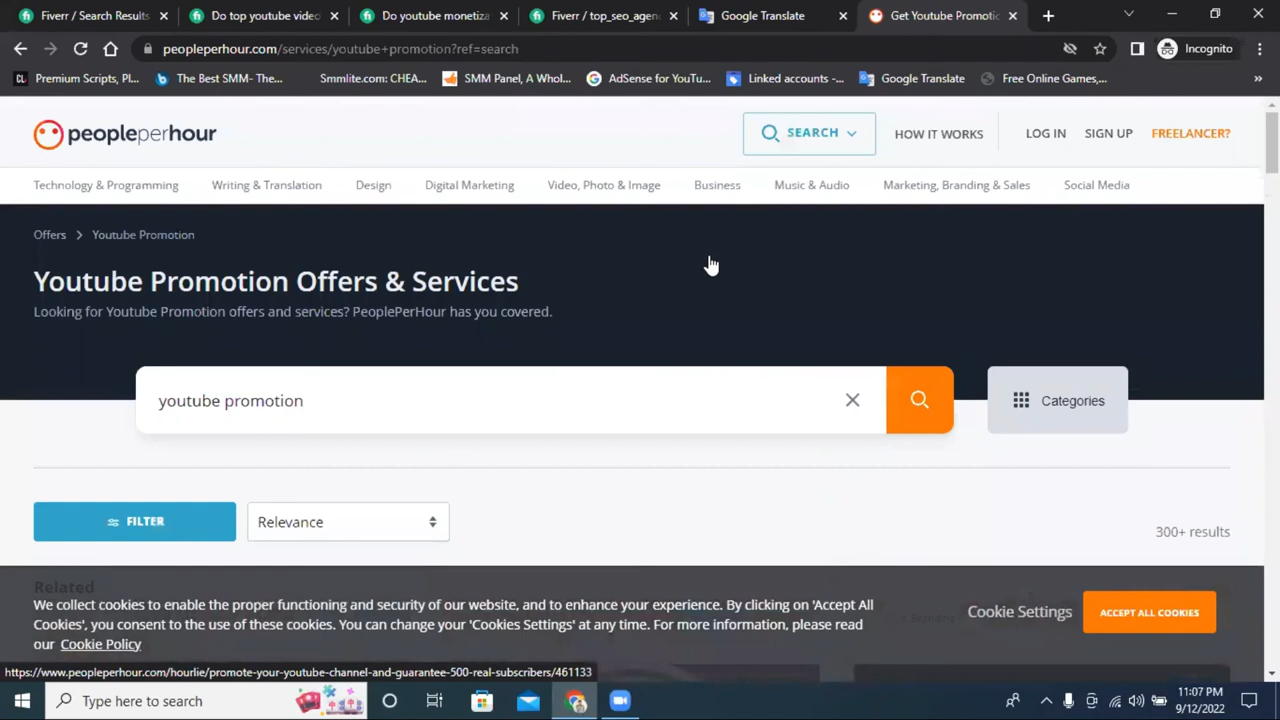 Fiverr / Search Results
Do top youtube video
Do youtube monetiza
Fiverr / top_seo_agen
Google Translate
Get Youtube Promotio
peopleperhour.com/services/youtube+promotion?ref=search
Incognito
Premium Scripts, Pl...
The Best SMM- The...
Smmlite.com: CHEA...
SMM Panel, A Whol...
AdSense for YouTu...
Linked accounts -...
Google Translate
Free Online Games,...
peopleperhour
SEARCH
HOW IT WORKS
LOG IN
SIGN UP
FREELANCER?
Technology & Programming
Writing & Translation
Design
Digital Marketing
Video, Photo & Image
Business
Music & Audio
Marketing, Branding & Sales
Social Media
Offers > Youtube Promotion
Youtube Promotion Offers & Services
Looking for Youtube Promotion offers and services? PeoplePerHour has you covered.
youtube promotion
Categories
FILTER
Relevance
300+ results
Related
We collect cookies to enable the proper functioning and security of our website, and to enhance your experience. By clicking on 'Accept All
Cookies', you consent to the use of these cookies. You can change your 'Cookies Settings' at any time. For more information, please read
our Cookie Policy
Cookie Settings
ACCEPT ALL COOKIES
https://www.peopleperhour.com/hourlie/promote-your-youtube-channel-and-guarantee-500-real-subscribers/461133
Type here to search
11:07 PM
9/12/2022